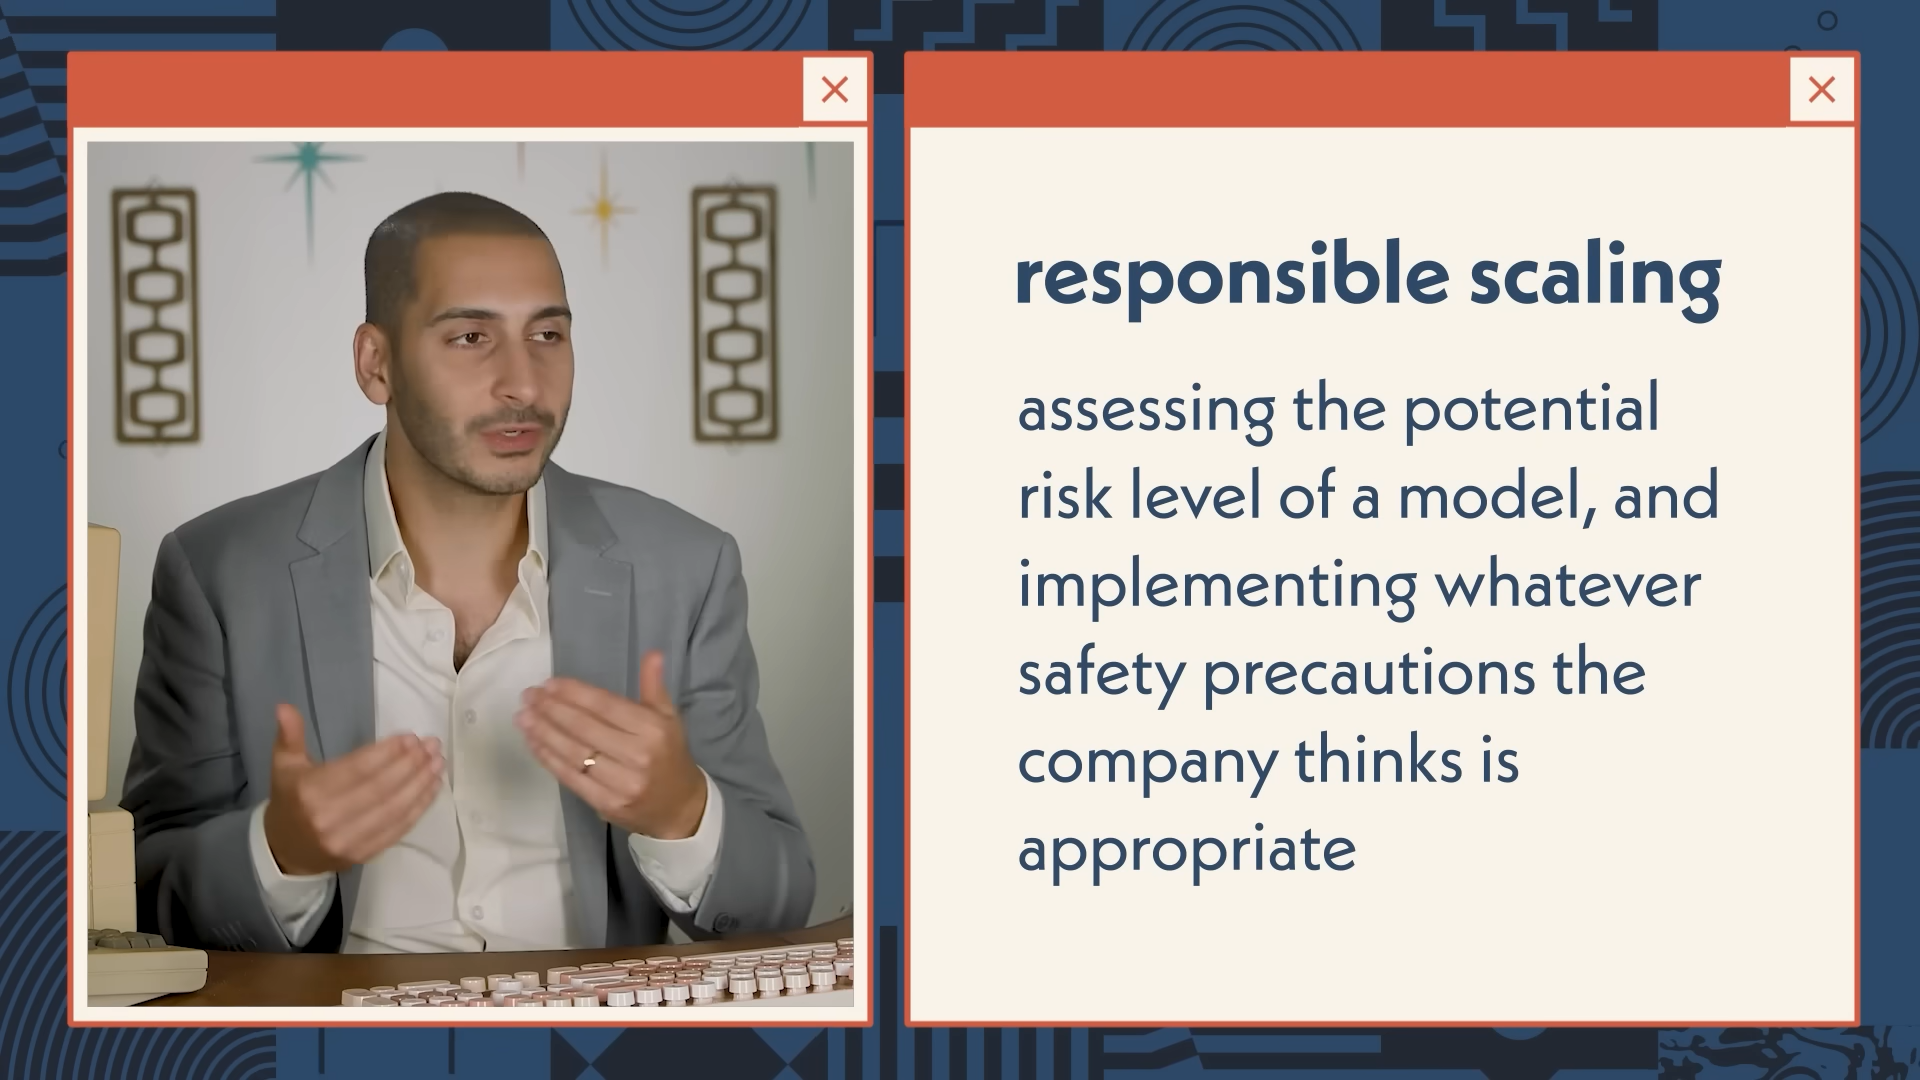 responsible scaling
assessing the potential
risk level of a model, and
implementing whatever
safety precautions the
company thinks is
appropriate